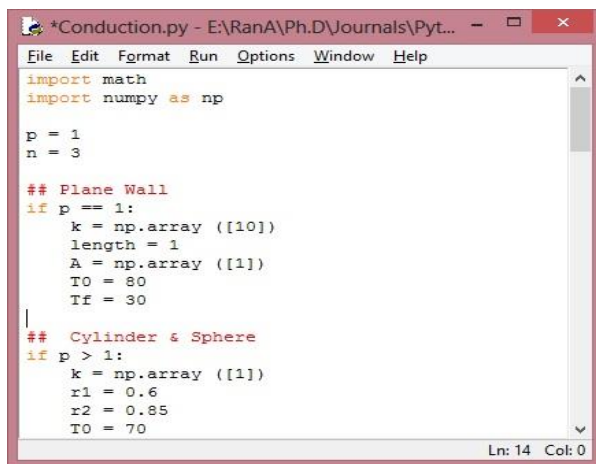 *Conduction.py - E:\RanA\Ph.D\Journals\Pyt...
File Edit Format Run Options Window Help
import math
import numpy as np
p = 1
n = 3
## Plane Wall
if p == 1:
    k = np.array ([10])
    length = 1
    A = np.array ([1])
    T0 = 80
    Tf = 30
##  Cylinder & Sphere
if p > 1:
    k = np.array ([1])
    r1 = 0.6
    r2 = 0.85
    T0 = 70
Ln: 14 Col: 0